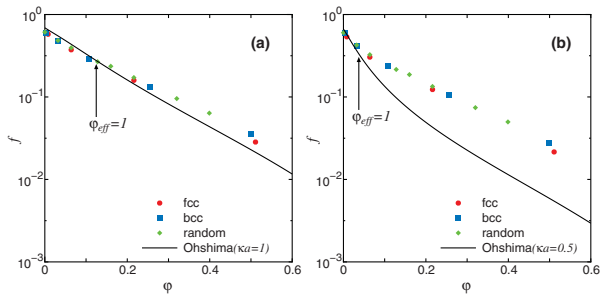 10⁰
10⁻¹
10⁻²
10⁻³
f
(a)
φeff=1
fcc
bcc
random
Ohshima(κa=1)
0 0.2 0.4 0.6
φ
10⁰
10⁻¹
10⁻²
10⁻³
f
(b)
φeff=1
fcc
bcc
random
Ohshima(κa=0.5)
0 0.2 0.4 0.6
φ